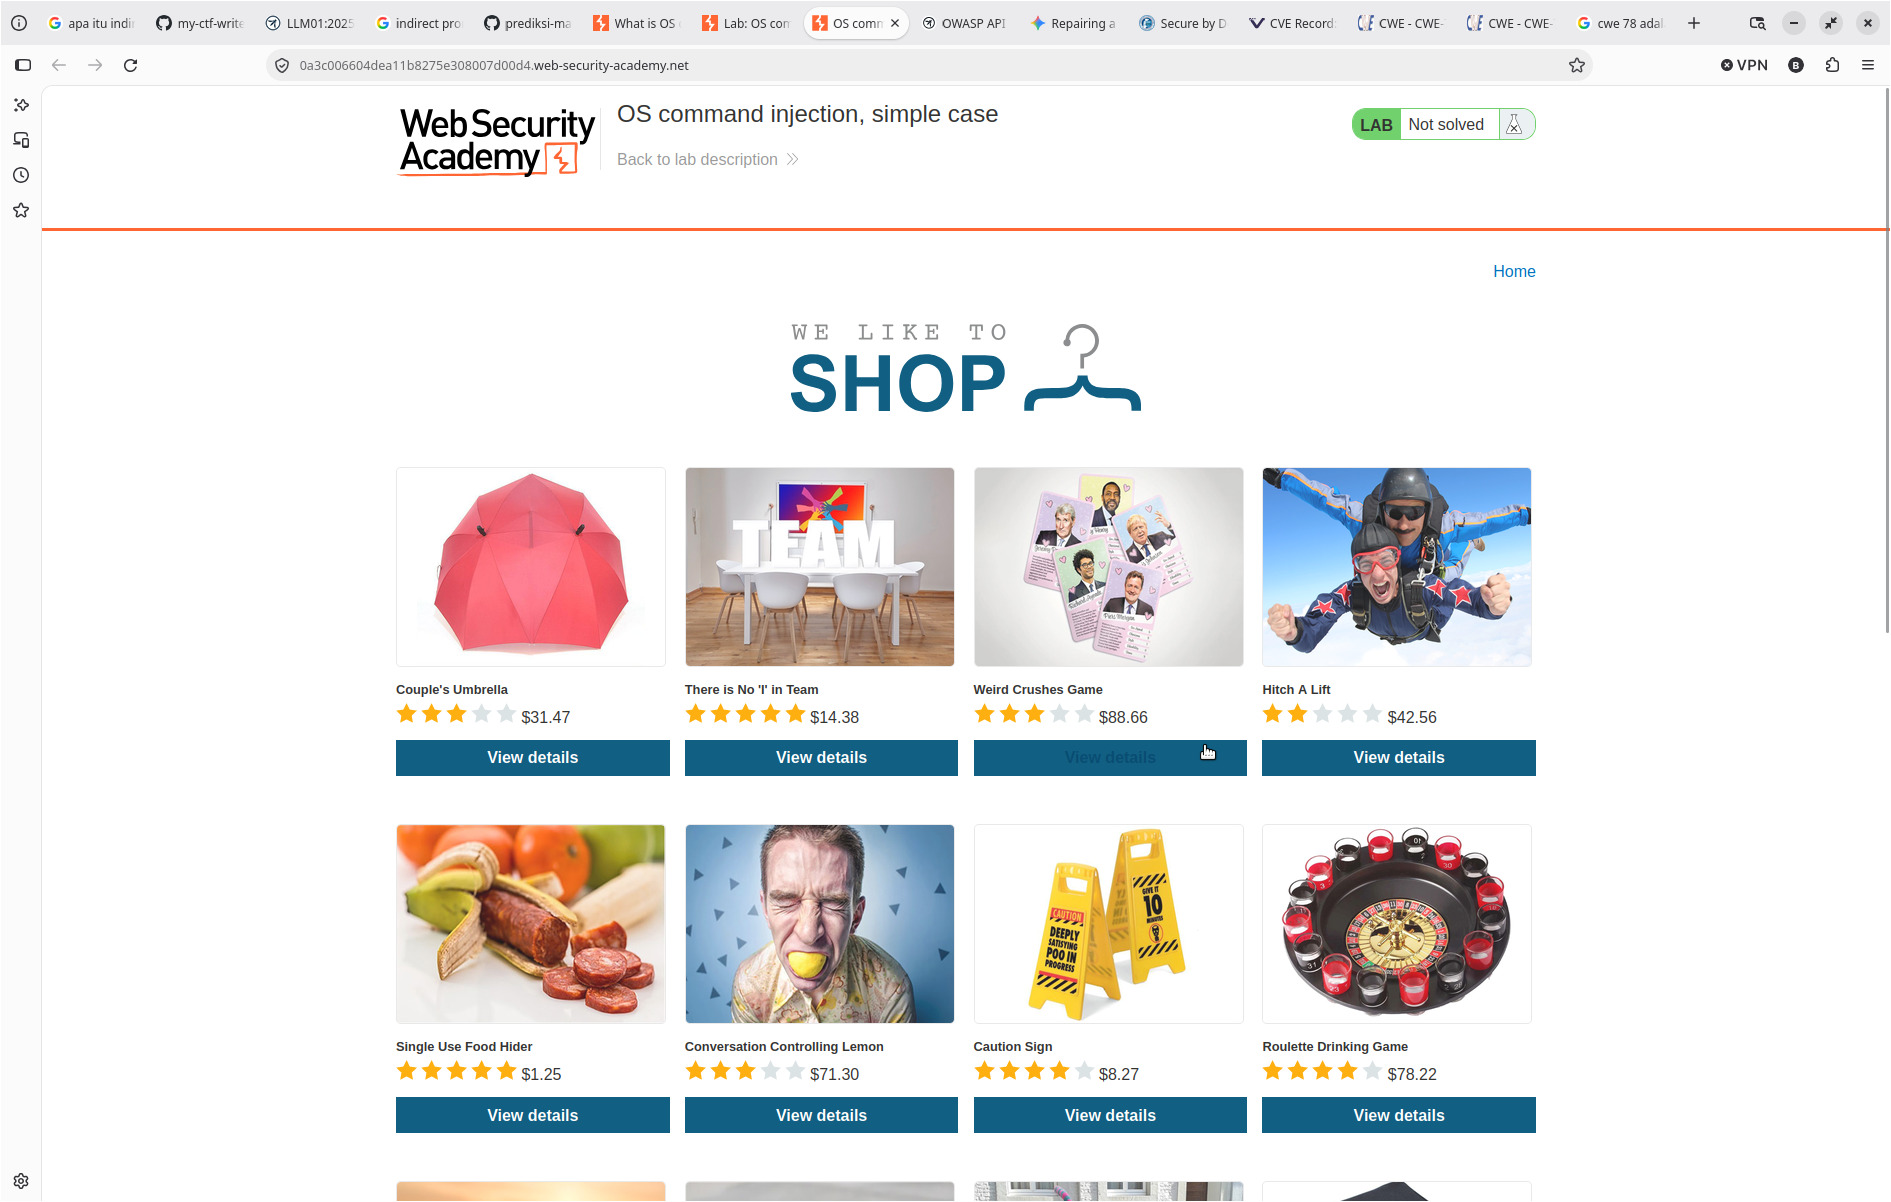 apa itu indi
my-ctf-write
LLM01:2025
indirect pro
prediksi-ma
What is OS
Lab: OS com
OS comm
OWASP API
Repairing a
Secure by D
CVE Record:
CWE - CWE-
CWE - CWE-
cwe 78 adal
0a3c006604dea11b8275e308007d00d4.web-security-academy.net
VPN
B
Web Security
Academy
OS command injection, simple case
Back to lab description
LAB Not solved
Home
WE LIKE TO
SHOP
TEAM
Couple's Umbrella
There is No 'I' in Team
Weird Crushes Game
Hitch A Lift
$31.47
$14.38
$88.66
$42.56
View details
View details
View details
View details
CAUTION
DEEPLY
SATISFYING
POO IN
PROGRESS
GIVE IT
10
MINUTES
Single Use Food Hider
Conversation Controlling Lemon
Caution Sign
Roulette Drinking Game
$1.25
$71.30
$8.27
$78.22
View details
View details
View details
View details